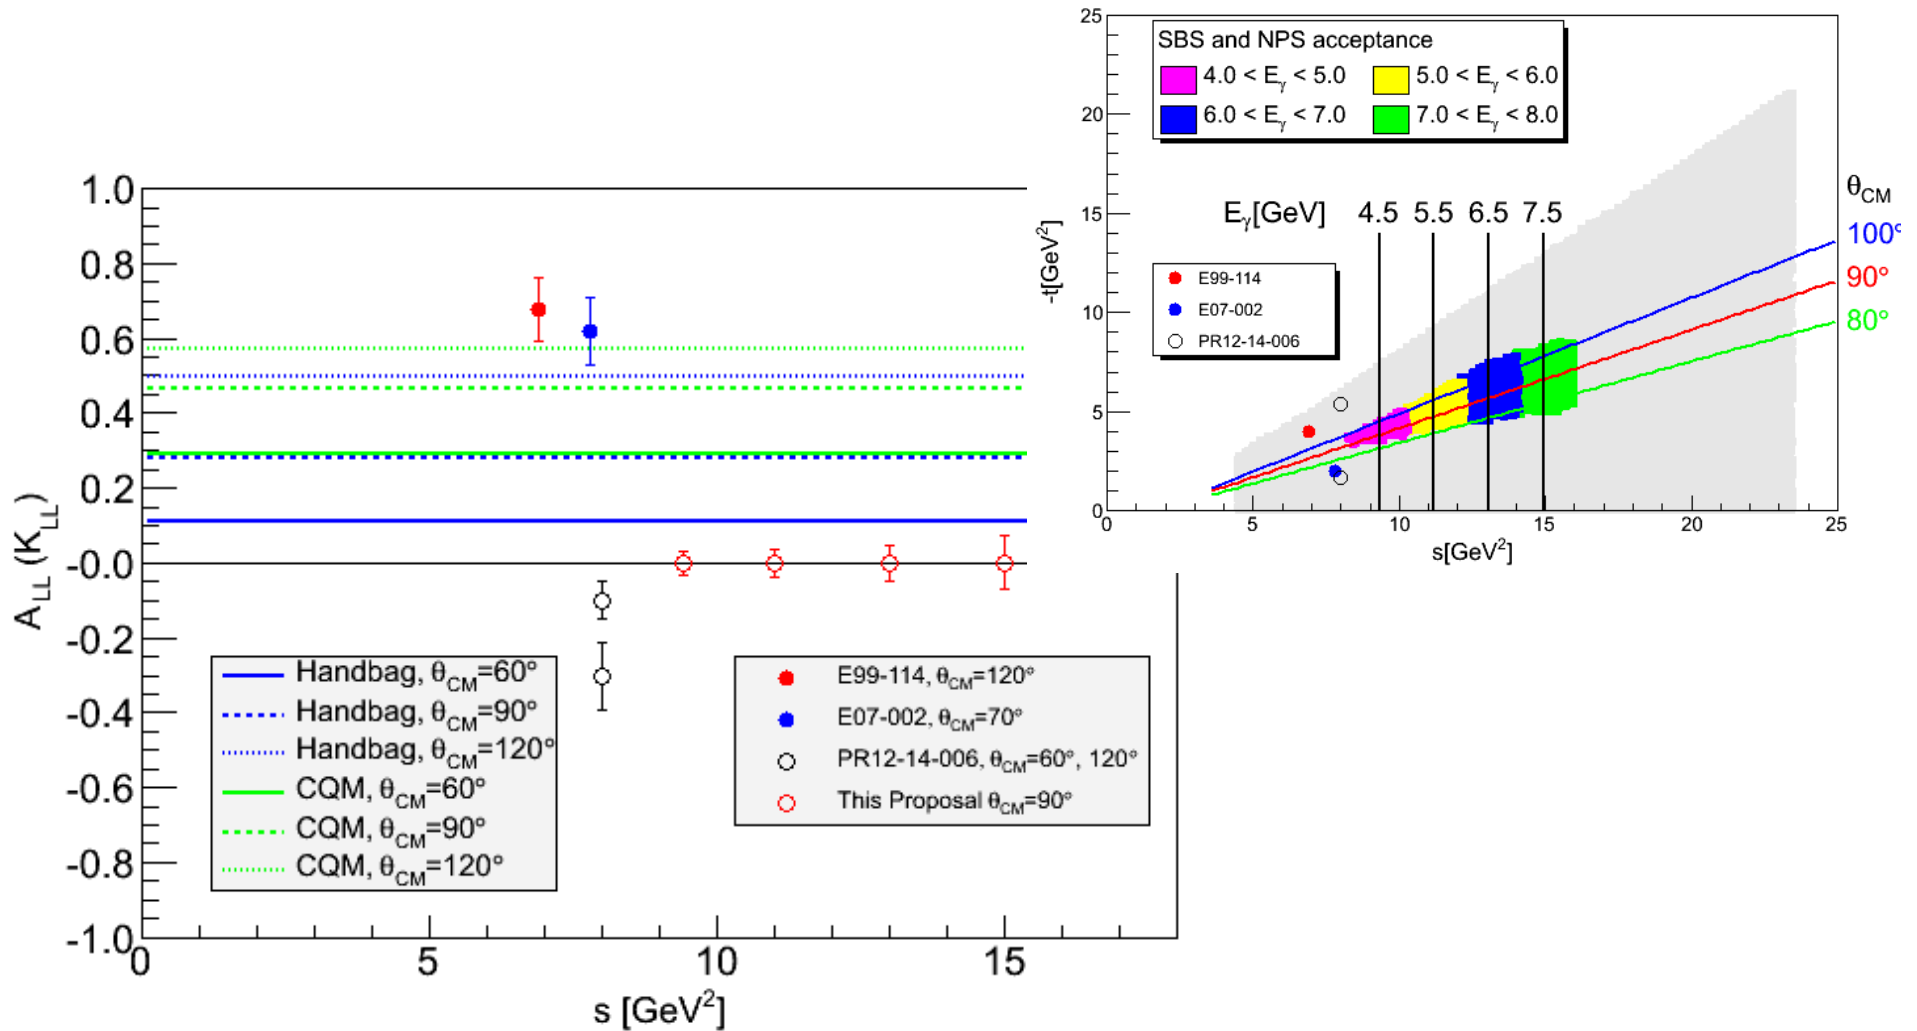 1.0
0.8
0.6
0.4
0.2
-0.0
-0.2
-0.4
-0.6
-0.8
-1.0
A_LL (K_LL)
0 5 10 15
s [GeV²]
Handbag, θ_CM=60°
Handbag, θ_CM=90°
Handbag, θ_CM=120°
CQM, θ_CM=60°
CQM, θ_CM=90°
CQM, θ_CM=120°
E99-114, θ_CM=120°
E07-002, θ_CM=70°
PR12-14-006, θ_CM=60°, 120°
This Proposal θ_CM=90°
25
20
15
10
5
0
-t[GeV²]
SBS and NPS acceptance
4.0 < E_γ < 5.0 5.0 < E_γ < 6.0
6.0 < E_γ < 7.0 7.0 < E_γ < 8.0
E_γ[GeV] 4.5 5.5 6.5 7.5
E99-114
E07-002
PR12-14-006
θ_CM
100°
90°
80°
0 5 10 15 20 25
s[GeV²]